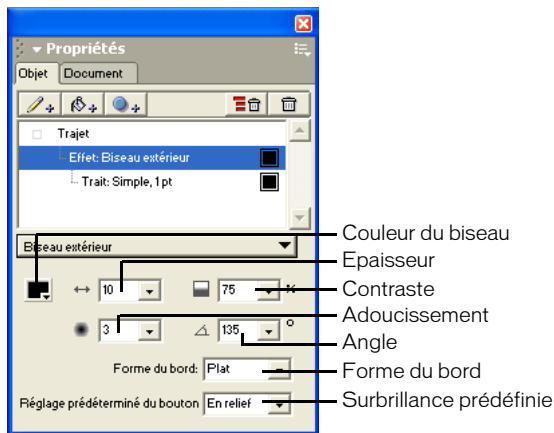 Propriétés
Objet Document
Trajet
Effet: Biseau extérieur
Trait: Simple, 1 pt
Biseau extérieur
Couleur du biseau
10 75 %
Epaisseur
Contraste
3 135 °
Adoucissement
Angle
Forme du bord: Plat
Forme du bord
Réglage prédéterminé du bouton En relief
Surbrillance prédéfinie